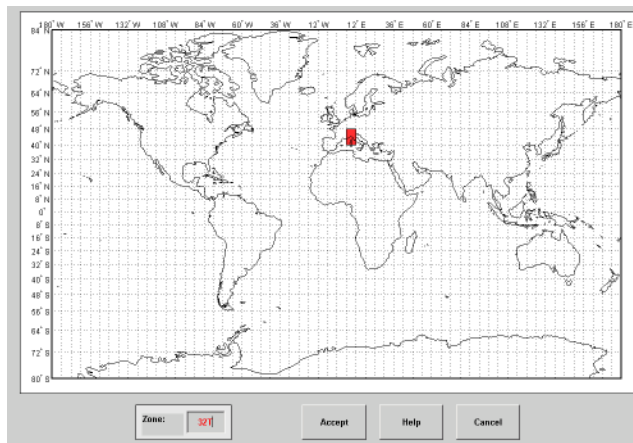 180° W 156° W 132° W 108° W 84° W 60° W 36° W 12° W 12° E 36° E 60° E 84° E 108° E 132° E 156° E 180° E
84° N
72° N
64° N
56° N
48° N
40° N
32° N
24° N
16° N
8° N
0°
8° S
16° S
24° S
32° S
40° S
48° S
56° S
64° S
72° S
80° S
Zone: 32T Accept Help Cancel